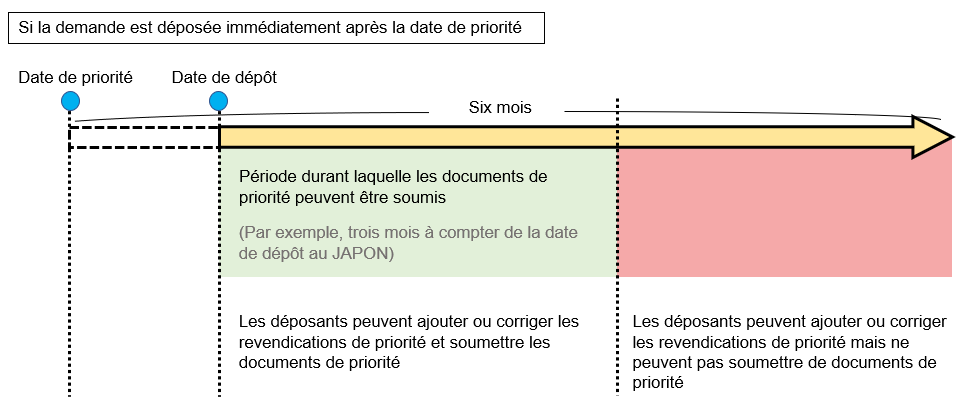 Si la demande est déposée immédiatement après la date de priorité
Date de priorité
Date de dépôt
Six mois
Période durant laquelle les documents de
priorité peuvent être soumis
(Par exemple, trois mois à compter de la date
de dépôt au JAPON)
Les déposants peuvent ajouter ou corriger les
revendications de priorité et soumettre les
documents de priorité
Les déposants peuvent ajouter ou corriger
les revendications de priorité mais ne
peuvent pas soumettre de documents de
priorité